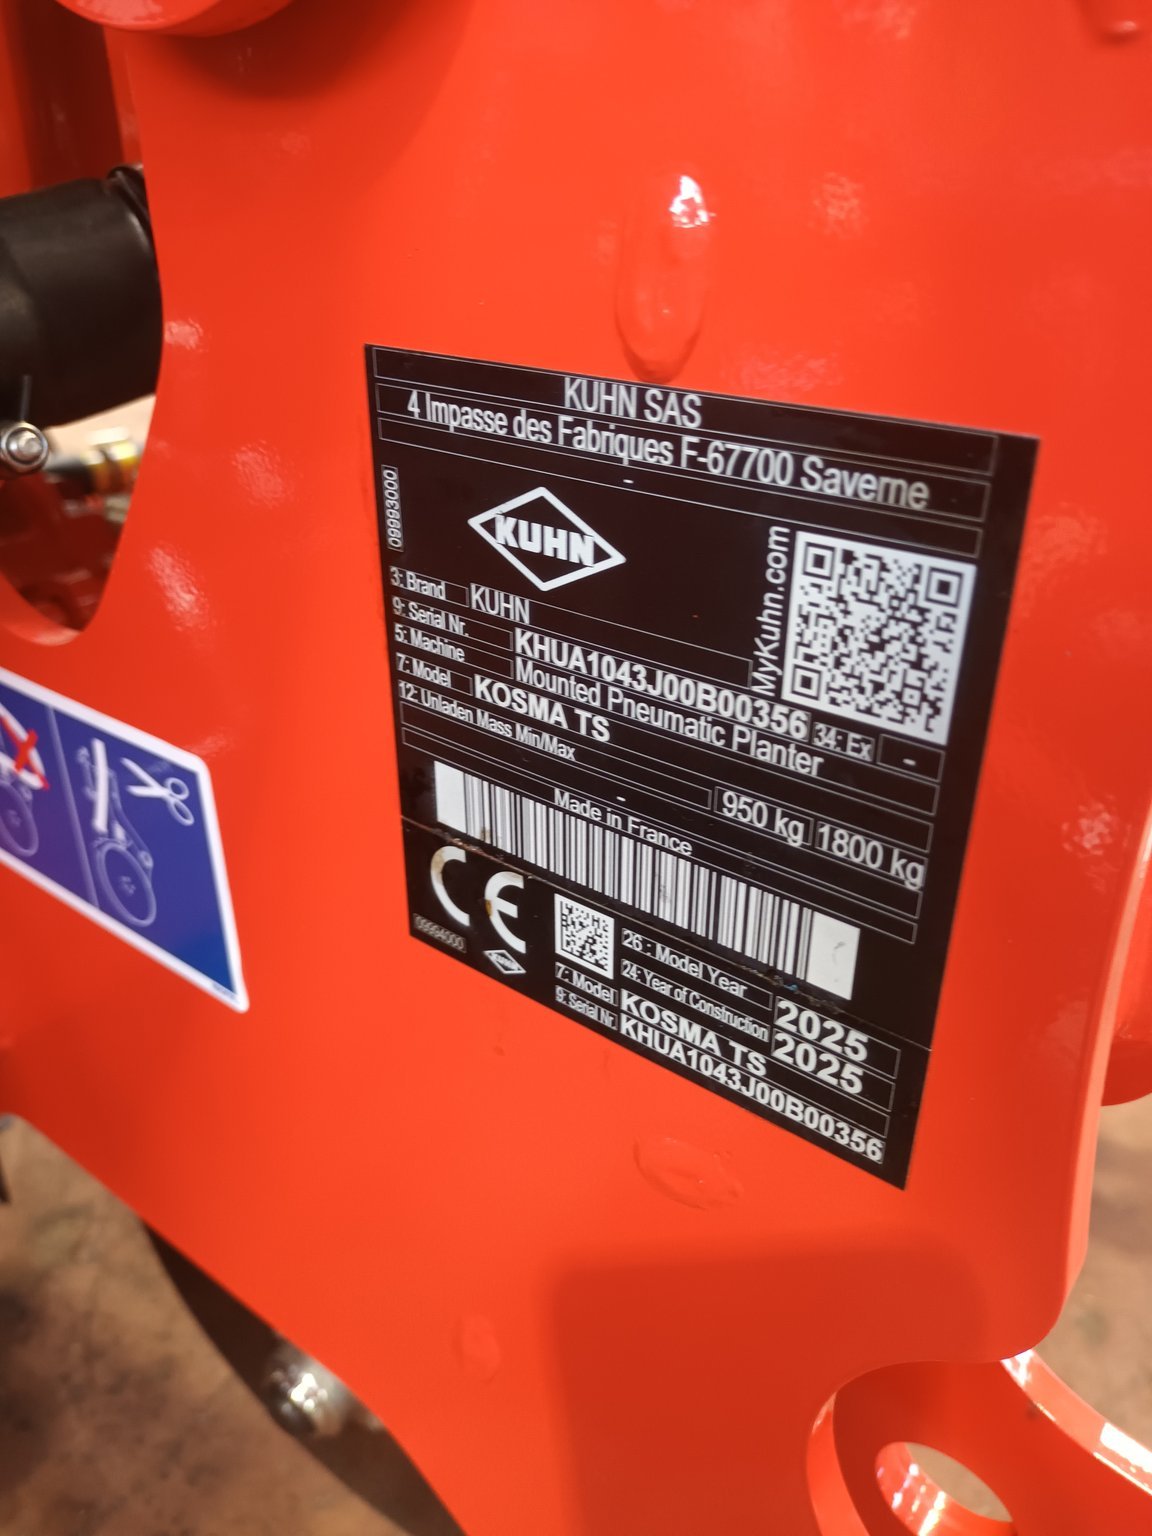 KUHN SAS
4 Impasse des Fabriques F-67700 Saverne
-
09993000
KUHN
MyKuhn.com
3: Brand KUHN
9: Serial Nr. KHUA1043J00B00356 34: Ex -
5: Machine Mounted Pneumatic Planter
7: Model KOSMA TS
12: Unladen Mass Min/Max 950 kg 1800 kg
-
Made in France
CE
09994000
KUHN
26 : Model Year 2025
24: Year of Construction 2025
7: Model KOSMA TS
9: Serial Nr. KHUA1043J00B00356